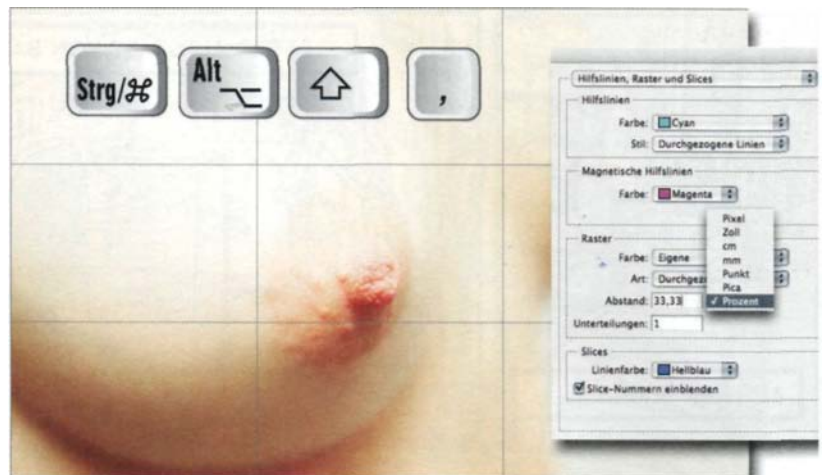 Strg/⌘
Alt
⌥
⇧
,
Hilfslinien, Raster und Slices
Hilfslinien
Farbe: Cyan
Stil: Durchgezogene Linien
Magnetische Hilfslinien
Farbe: Magenta
Raster
Farbe: Eigene
Art: Durchgez
Abstand: 33,33
Pixel
Zoll
cm
mm
Punkt
Pica
✓ Prozent
Unterteilungen: 1
Slices
Linienfarbe: Hellblau
Slice-Nummern einblenden